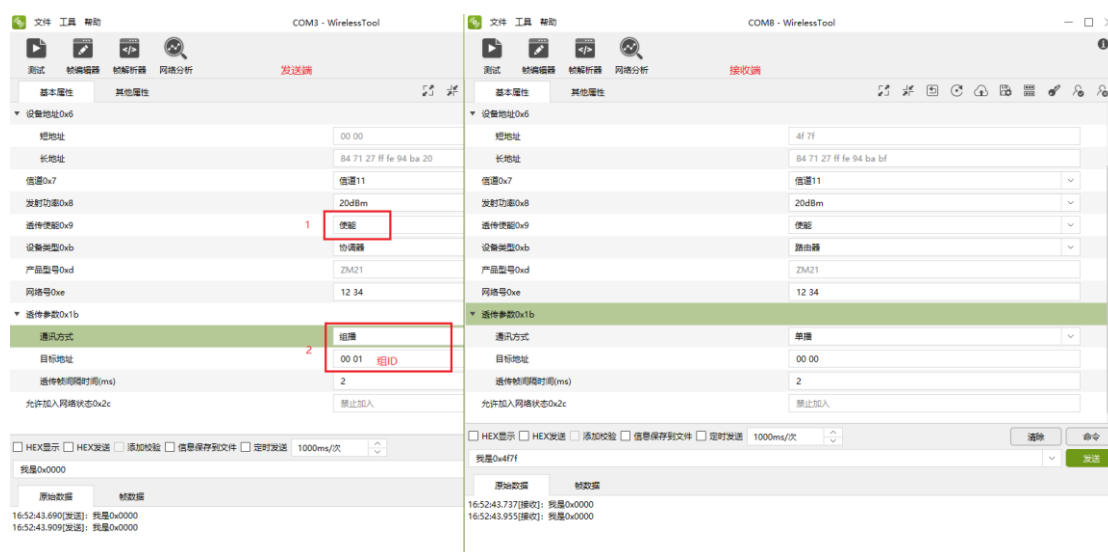 文件 工具 帮助
COM3 - WirelessTool
测试 帧编辑器 帧解析器 网络分析
发送端
基本属性 其他属性
设备地址0x6
短地址 00 00
长地址 84 71 27 ff fe 94 ba 20
信道0x7 信道11
发射功率0x8 20dBm
透传使能0x9 1 使能
设备类型0xb 协调器
产品型号0xd ZM21
网络号0xe 12 34
透传参数0x1b
通讯方式 组播
2
目标地址 00 01 组ID
透传帧间隔时间(ms) 2
允许加入网络状态0x2c 禁止加入
HEX显示 HEX发送 添加校验 信息保存到文件 定时发送 1000ms/次
我是0x0000
原始数据 帧数据
16:52:43.690[发送]: 我是0x0000
16:52:43.909[发送]: 我是0x0000
文件 工具 帮助
COM8 - WirelessTool
测试 帧编辑器 帧解析器 网络分析
接收端
基本属性 其他属性
设备地址0x6
短地址 4f 7f
长地址 84 71 27 ff fe 94 ba bf
信道0x7 信道11
发射功率0x8 20dBm
透传使能0x9 使能
设备类型0xb 路由器
产品型号0xd ZM21
网络号0xe 12 34
透传参数0x1b
通讯方式 单播
目标地址 00 00
透传帧间隔时间(ms) 2
允许加入网络状态0x2c 禁止加入
HEX显示 HEX发送 添加校验 信息保存到文件 定时发送 1000ms/次 清除 命令
我是0x4f7f 发送
原始数据 帧数据
16:52:43.737[接收]: 我是0x0000
16:52:43.955[接收]: 我是0x0000